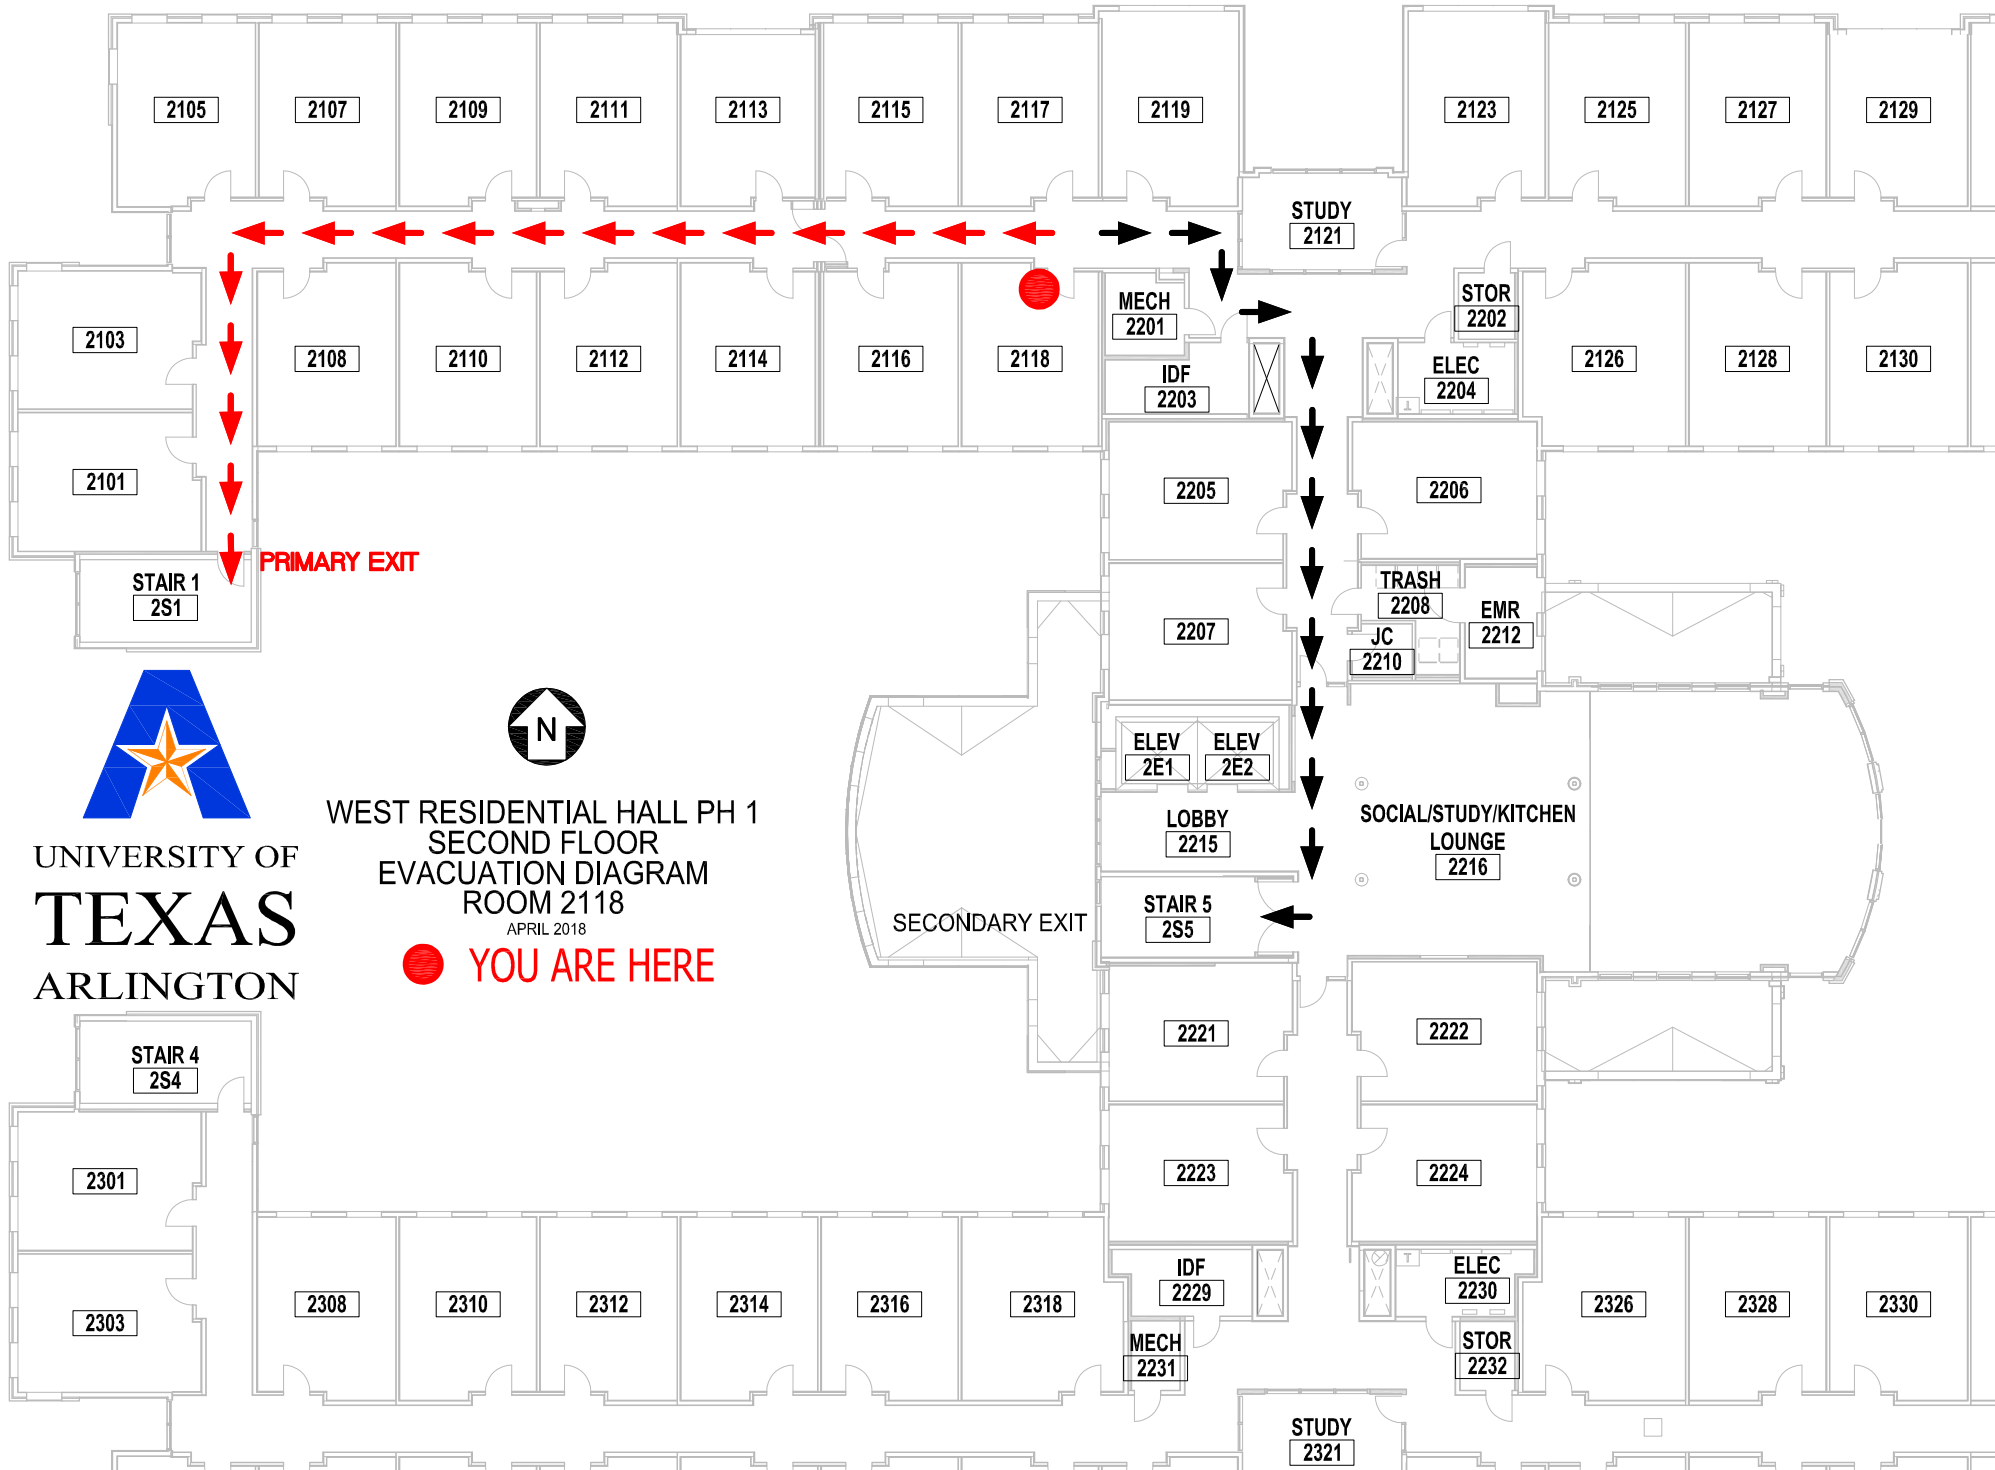 2105
2107
2109
2111
2113
2115
2117
2119
2123
2125
2127
2129
STUDY
2121
2103
2101
2108
2110
2112
2114
2116
2118
MECH
2201
IDF
2203
STOR
2202
ELEC
2204
2126
2128
2130
2205
2206
2207
TRASH
2208
JC
2210
EMR
2212
PRIMARY EXIT
STAIR 1
2S1
N
UNIVERSITY OF
TEXAS
ARLINGTON
WEST RESIDENTIAL HALL PH 1
SECOND FLOOR
EVACUATION DIAGRAM
ROOM 2118
APRIL 2018
YOU ARE HERE
ELEV
2E1
ELEV
2E2
LOBBY
2215
SOCIAL/STUDY/KITCHEN
LOUNGE
2216
SECONDARY EXIT
STAIR 5
2S5
STAIR 4
2S4
2221
2222
2223
2224
2301
2303
2308
2310
2312
2314
2316
2318
IDF
2229
T
ELEC
2230
MECH
2231
STOR
2232
2326
2328
2330
STUDY
2321